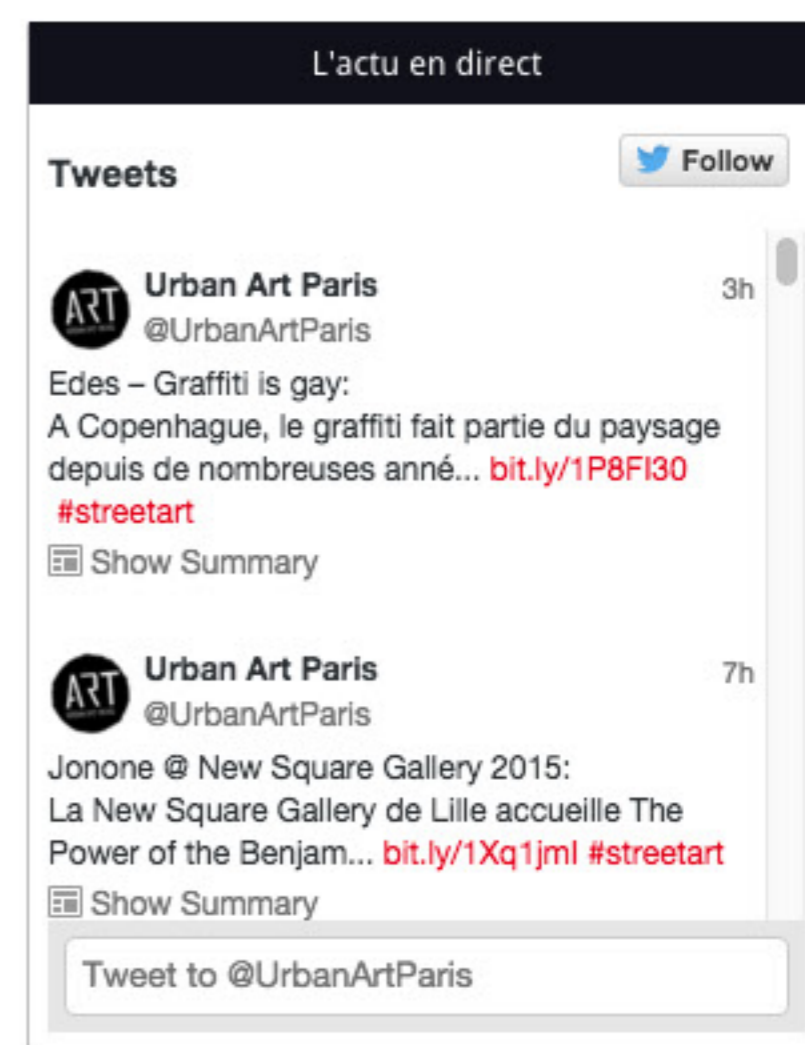 L'actu en direct
Tweets
Follow
ART
Urban Art Paris
3h
@UrbanArtParis
Edes – Graffiti is gay:
A Copenhague, le graffiti fait partie du paysage
depuis de nombreuses anné... bit.ly/1P8FI30
#streetart
Show Summary
ART
Urban Art Paris
7h
@UrbanArtParis
Jonone @ New Square Gallery 2015:
La New Square Gallery de Lille accueille The
Power of the Benjam... bit.ly/1Xq1jmI #streetart
Show Summary
Tweet to @UrbanArtParis